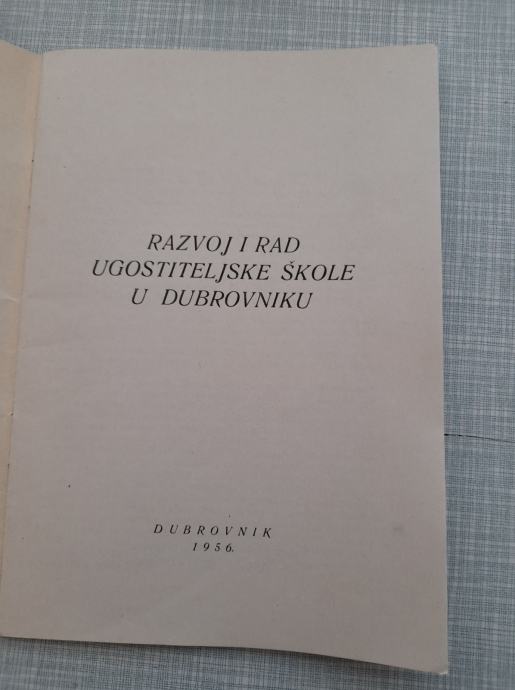 RAZVOJ I RAD
UGOSTITELJSKE ŠKOLE
U DUBROVNIKU
DUBROVNIK
1956.